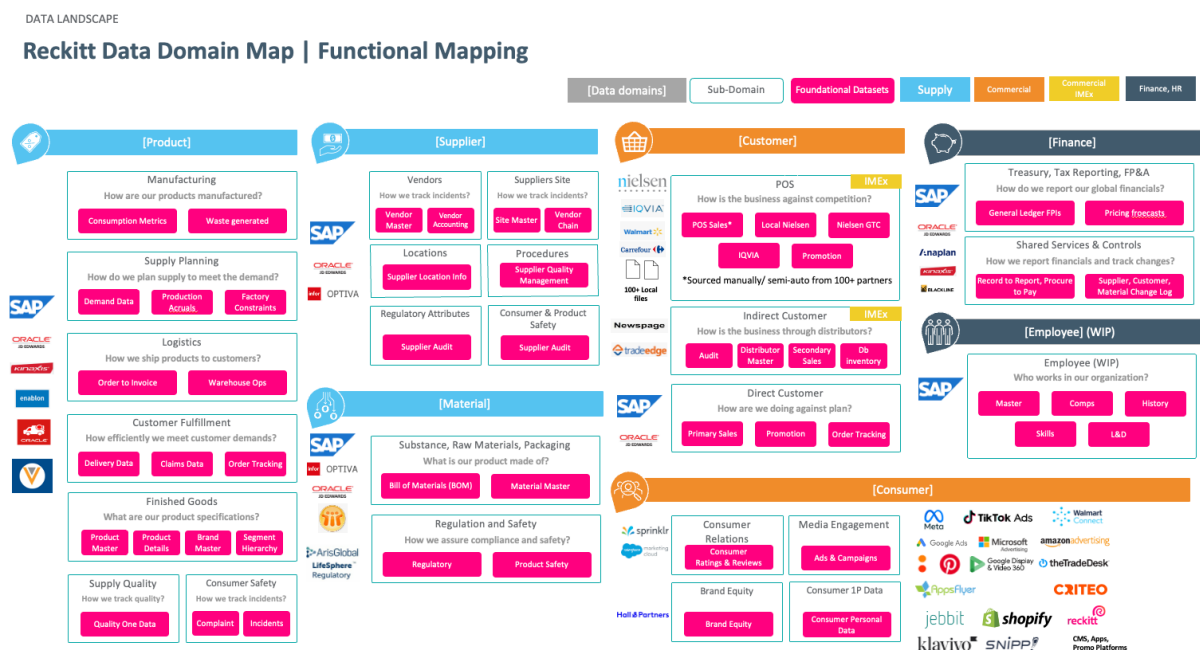 DATA LANDSCAPE
Reckitt Data Domain Map | Functional Mapping
[Data domains]
Sub-Domain
Foundational Datasets
Supply
Commercial
Commercial
IMEx
Finance, HR
[Product]
Manufacturing
How are our products manufactured?
Consumption Metrics
Waste generated
Supply Planning
How do we plan supply to meet the demand?
Demand Data
Production
Acruals
Factory
Constraints
Logistics
How we ship products to customers?
Order to Invoice
Warehouse Ops
Customer Fulfillment
How efficiently we meet customer demands?
Delivery Data
Claims Data
Order Tracking
Finished Goods
What are our product specifications?
Product
Master
Product
Details
Brand
Master
Segment
Hierarchy
Supply Quality
How we track quality?
Quality One Data
Consumer Safety
How we track incidents?
Complaint
Incidents
SAP
ORACLE
JD EDWARDS
kinaxis
enablon
ORACLE
[Supplier]
Vendors
How we track incidents?
Vendor
Master
Vendor
Accounting
Suppliers Site
How we track incidents?
Site Master
Vendor
Chain
Locations
Supplier Location Info
Procedures
Supplier Quality
Management
Regulatory Attributes
Supplier Audit
Consumer & Product
Safety
Supplier Audit
SAP
ORACLE
JD EDWARDS
infor OPTIVA
[Material]
Substance, Raw Materials, Packaging
What is our product made of?
Bill of Materials (BOM)
Material Master
Regulation and Safety
How we assure compliance and safety?
Regulatory
Product Safety
SAP
infor OPTIVA
ORACLE
JD EDWARDS
ArisGlobal
LifeSphere™
Regulatory
[Customer]
POS
IMEx
How is the business against competition?
POS Sales*
Local Nielsen
Nielsen GTC
IQVIA
Promotion
*Sourced manually/ semi-auto from 100+ partners
Indirect Customer
IMEx
How is the business through distributors?
Audit
Distributor
Master
Secondary
Sales
Db
inventory
Direct Customer
How are we doing against plan?
Primary Sales
Promotion
Order Tracking
nielsen
IQVIA
Walmart
Carrefour
100+ Local
files
Newspage
tradeedge
SAP
ORACLE
JD EDWARDS
[Finance]
Treasury, Tax Reporting, FP&A
How do we report our global financials?
General Ledger FPIs
Pricing froecasts
Shared Services & Controls
How we report financials and track changes?
Record to Report, Procure
to Pay
Supplier, Customer,
Material Change Log
SAP
ORACLE
JD EDWARDS
anaplan
kinaxis
BLACKLINE
[Employee] (WIP)
Employee (WIP)
Who works in our organization?
Master
Comps
History
Skills
L&D
SAP
[Consumer]
Consumer
Relations
Consumer
Ratings & Reviews
Media Engagement
Ads & Campaigns
Brand Equity
Brand Equity
Consumer 1P Data
Consumer Personal
Data
sprinklr
marketing
cloud
Hall & Partners
Meta
TikTok Ads
Walmart
Connect
Google Ads
Microsoft
Advertising
amazon advertising
Google Display
& Video 360
theTradeDesk
AppsFlyer
CRITEO
jebbit
shopify
reckitt
klaviyo
SNIPP
CMS, Apps,
Promo Platforms